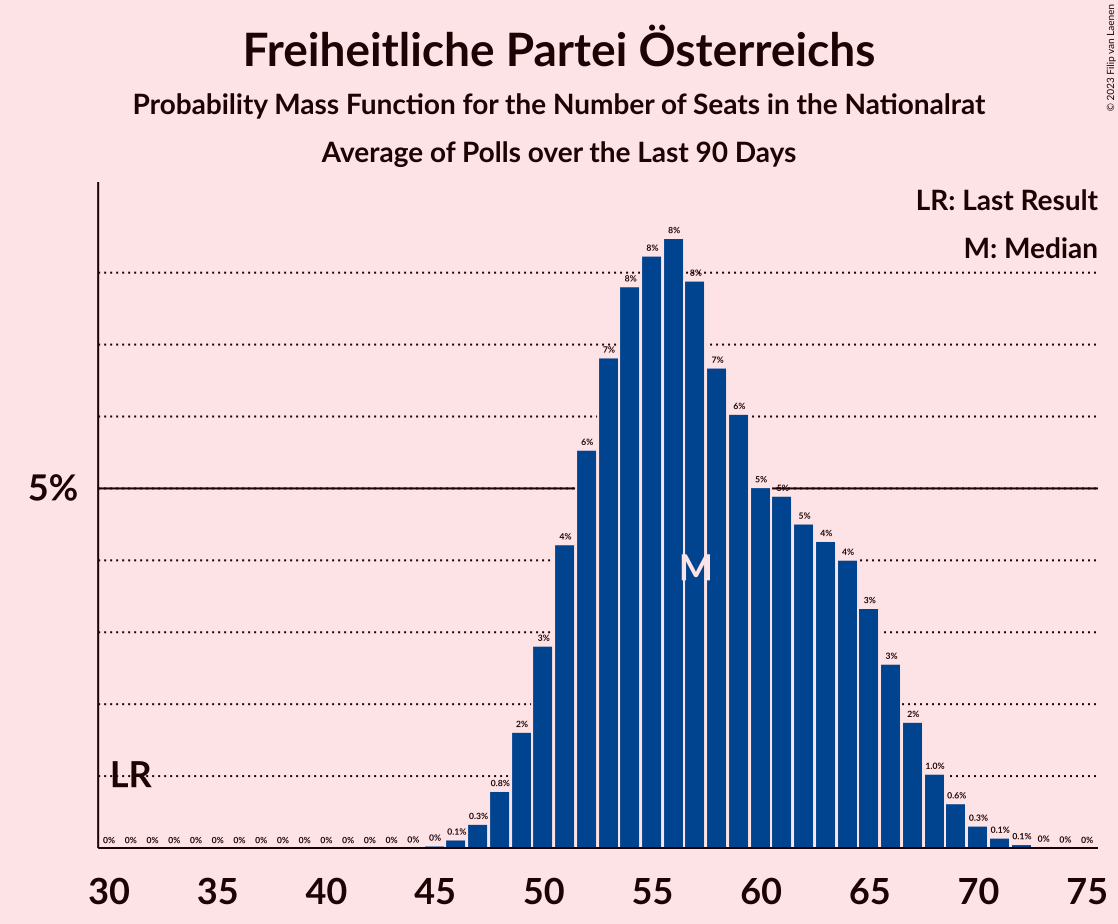 Freiheitliche Partei Österreichs
Probability Mass Function for the Number of Seats in the Nationalrat
Average of Polls over the Last 90 Days
© 2023 Filip van Laenen
LR: Last Result
M: Median
5%
0% 0% 0% 0% 0% 0% 0% 0% 0% 0% 0% 0% 0% 0% 0% 0% 0.1% 0.3% 0.8% 2% 3% 4% 6% 7% 8% 8% 8% 8% 7% 6% 5% 5% 5% 4% 4% 3% 3% 2% 1.0% 0.6% 0.3% 0.1% 0.1% 0% 0% 0%
M
LR
30 35 40 45 50 55 60 65 70 75